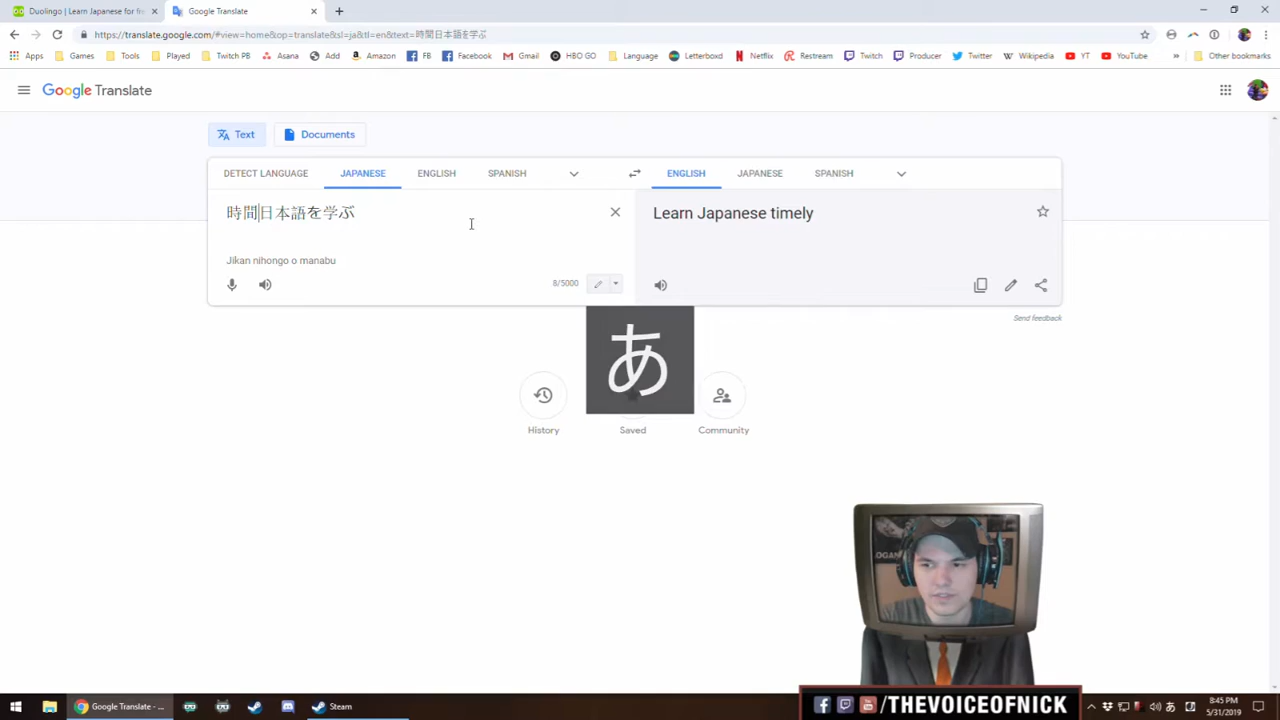 Duolingo | Learn Japanese for fr
Google Translate
https://translate.google.com/#view=home&op=translate&sl=ja&tl=en&text=時間日本語を学ぶ
Apps Games Tools Played Twitch PB Asana Add Amazon FB Facebook Gmail HBO GO Language Letterboxd Netflix Restream Twitch Producer Twitter Wikipedia YT YouTube » Other bookmarks
Google Translate
Text Documents
DETECT LANGUAGE JAPANESE ENGLISH SPANISH ENGLISH JAPANESE SPANISH
時間日本語を学ぶ
Learn Japanese timely
Jikan nihongo o manabu
8/5000
Send feedback
あ
History Saved Community
OGAN
/THEVOICEOFNICK
Google Translate - ...
Steam
あ
8:45 PM
5/31/2019